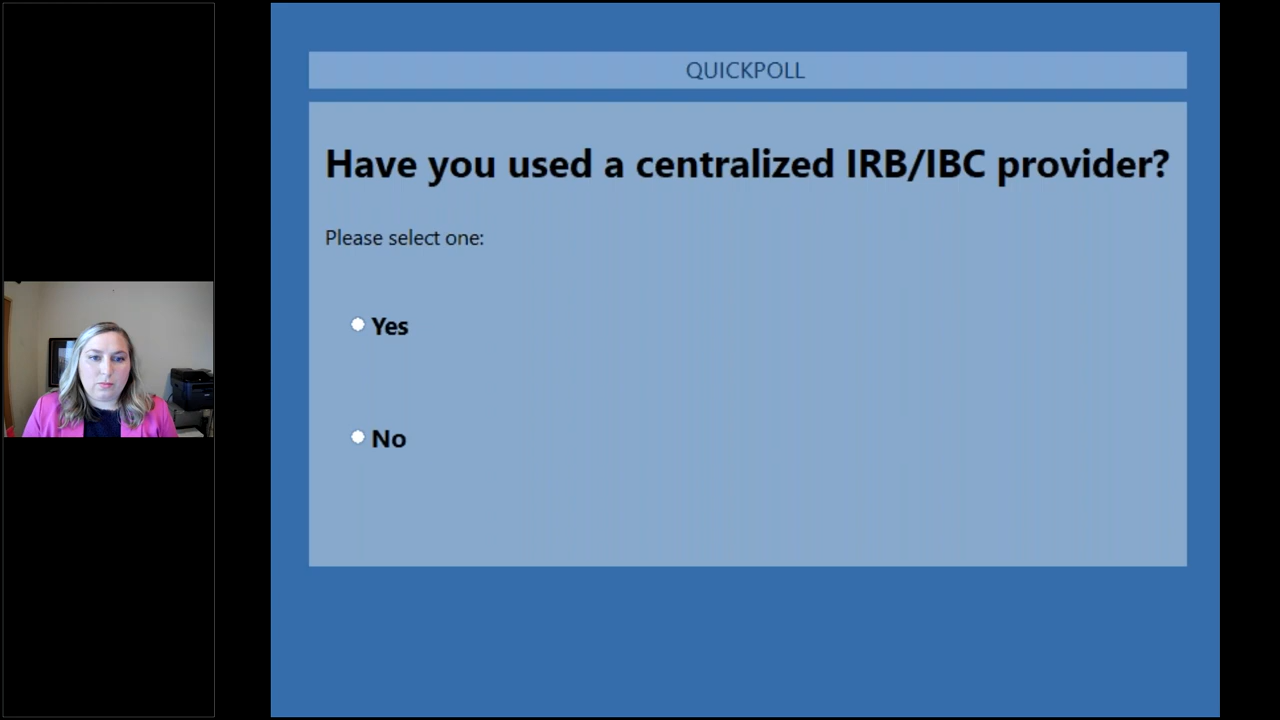 QUICKPOLL
Have you used a centralized IRB/IBC provider?
Please select one:
Yes
No